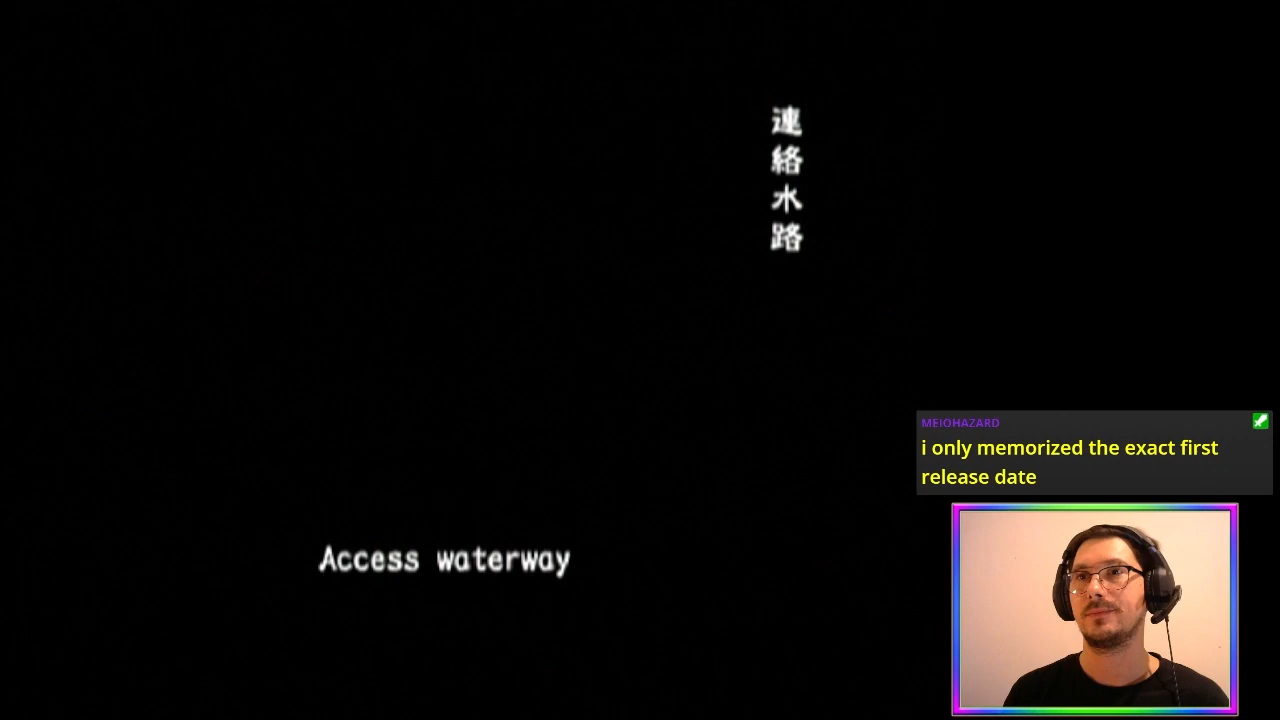 連絡水路
Access waterway
MEIOHAZARD
i only memorized the exact first
release date